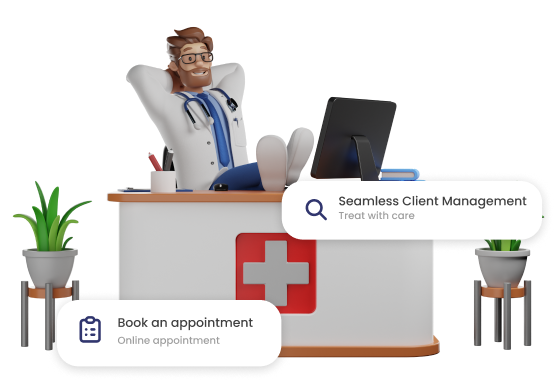 Seamless Client Management
Treat with care
Book an appointment
Online appointment